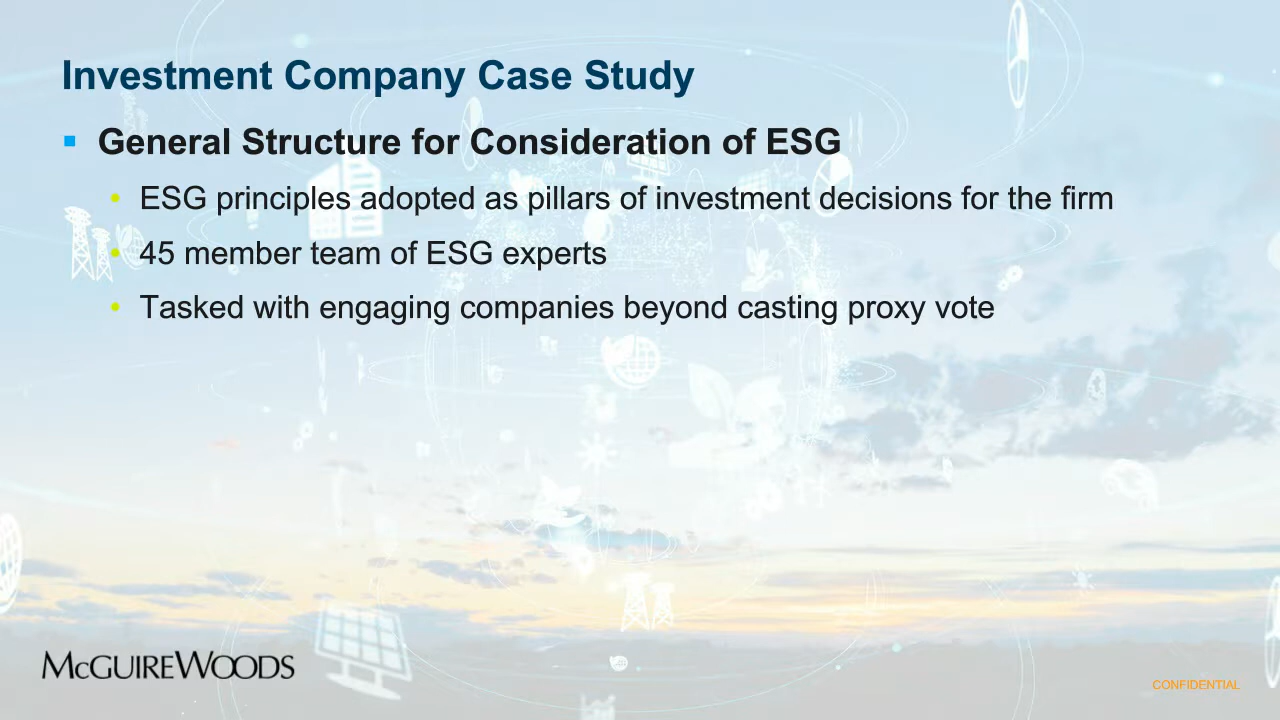 Investment Company Case Study
▪ General Structure for Consideration of ESG
• ESG principles adopted as pillars of investment decisions for the firm
• 45 member team of ESG experts
• Tasked with engaging companies beyond casting proxy vote
McGUIREWOODS
CONFIDENTIAL